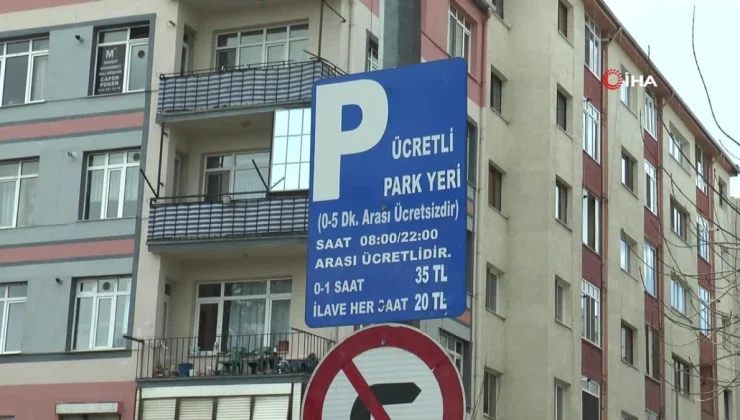 P ÜCRETLİ
PARK YERİ
(0-5 Dk. Arası Ücretsizdir)
SAAT 08:00/22:00
ARASI ÜCRETLİDİR.
0-1 SAAT 35 TL
İLAVE HER SAAT 20 TL
İHA